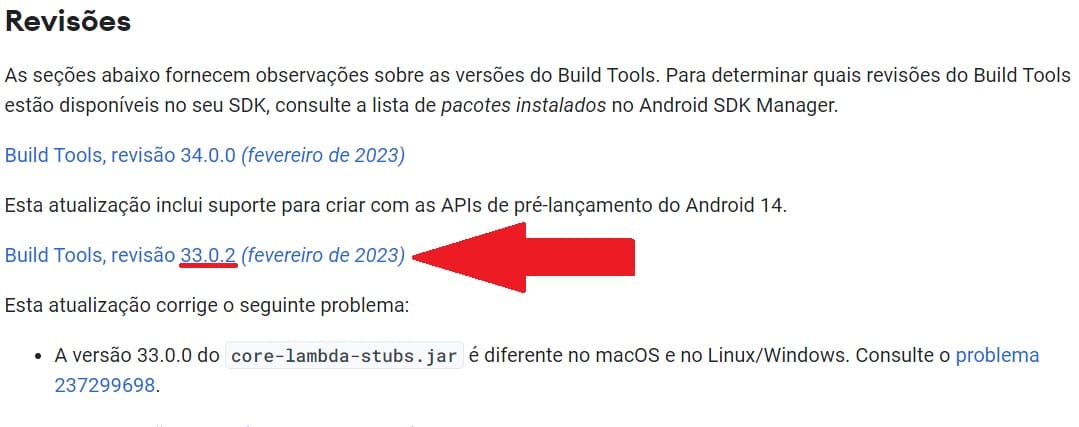 Revisões
As seções abaixo fornecem observações sobre as versões do Build Tools. Para determinar quais revisões do Build Tools
estão disponíveis no seu SDK, consulte a lista de pacotes instalados no Android SDK Manager.
Build Tools, revisão 34.0.0 (fevereiro de 2023)
Esta atualização inclui suporte para criar com as APIs de pré-lançamento do Android 14.
Build Tools, revisão 33.0.2 (fevereiro de 2023)
Esta atualização corrige o seguinte problema:
• A versão 33.0.0 do core-lambda-stubs.jar é diferente no macOS e no Linux/Windows. Consulte o problema
237299698.